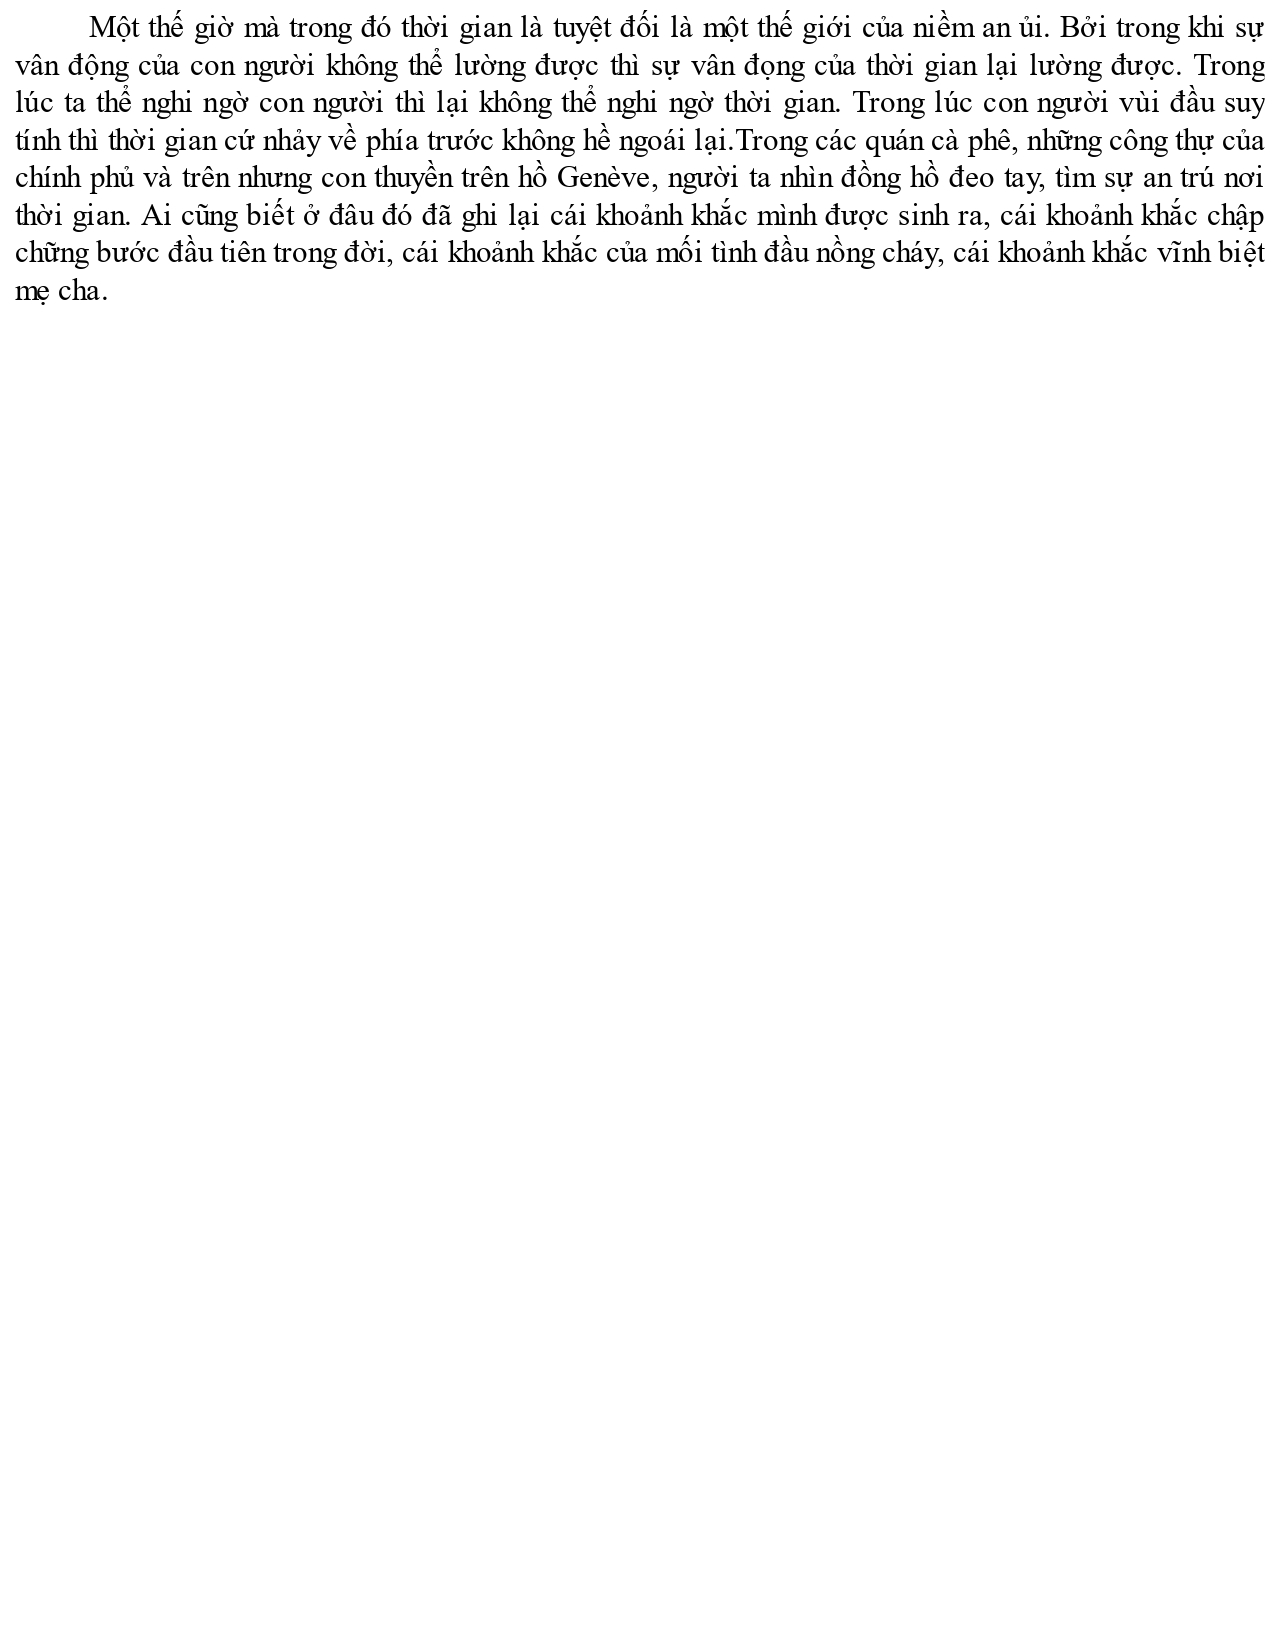 Một thế giờ mà trong đó thời gian là tuyệt đối là một thế giới của niềm an ủi. Bởi trong khi sự
vân động của con người không thể lường được thì sự vân đọng của thời gian lại lường được. Trong
lúc ta thể nghi ngờ con người thì lại không thể nghi ngờ thời gian. Trong lúc con người vùi đầu suy
tính thì thời gian cứ nhảy về phía trước không hề ngoái lại.Trong các quán cà phê, những công thự của
chính phủ và trên nhưng con thuyền trên hồ Genève, người ta nhìn đồng hồ đeo tay, tìm sự an trú nơi
thời gian. Ai cũng biết ở đâu đó đã ghi lại cái khoảnh khắc mình được sinh ra, cái khoảnh khắc chập
chững bước đầu tiên trong đời, cái khoảnh khắc của mối tình đầu nồng cháy, cái khoảnh khắc vĩnh biệt
mẹ cha.